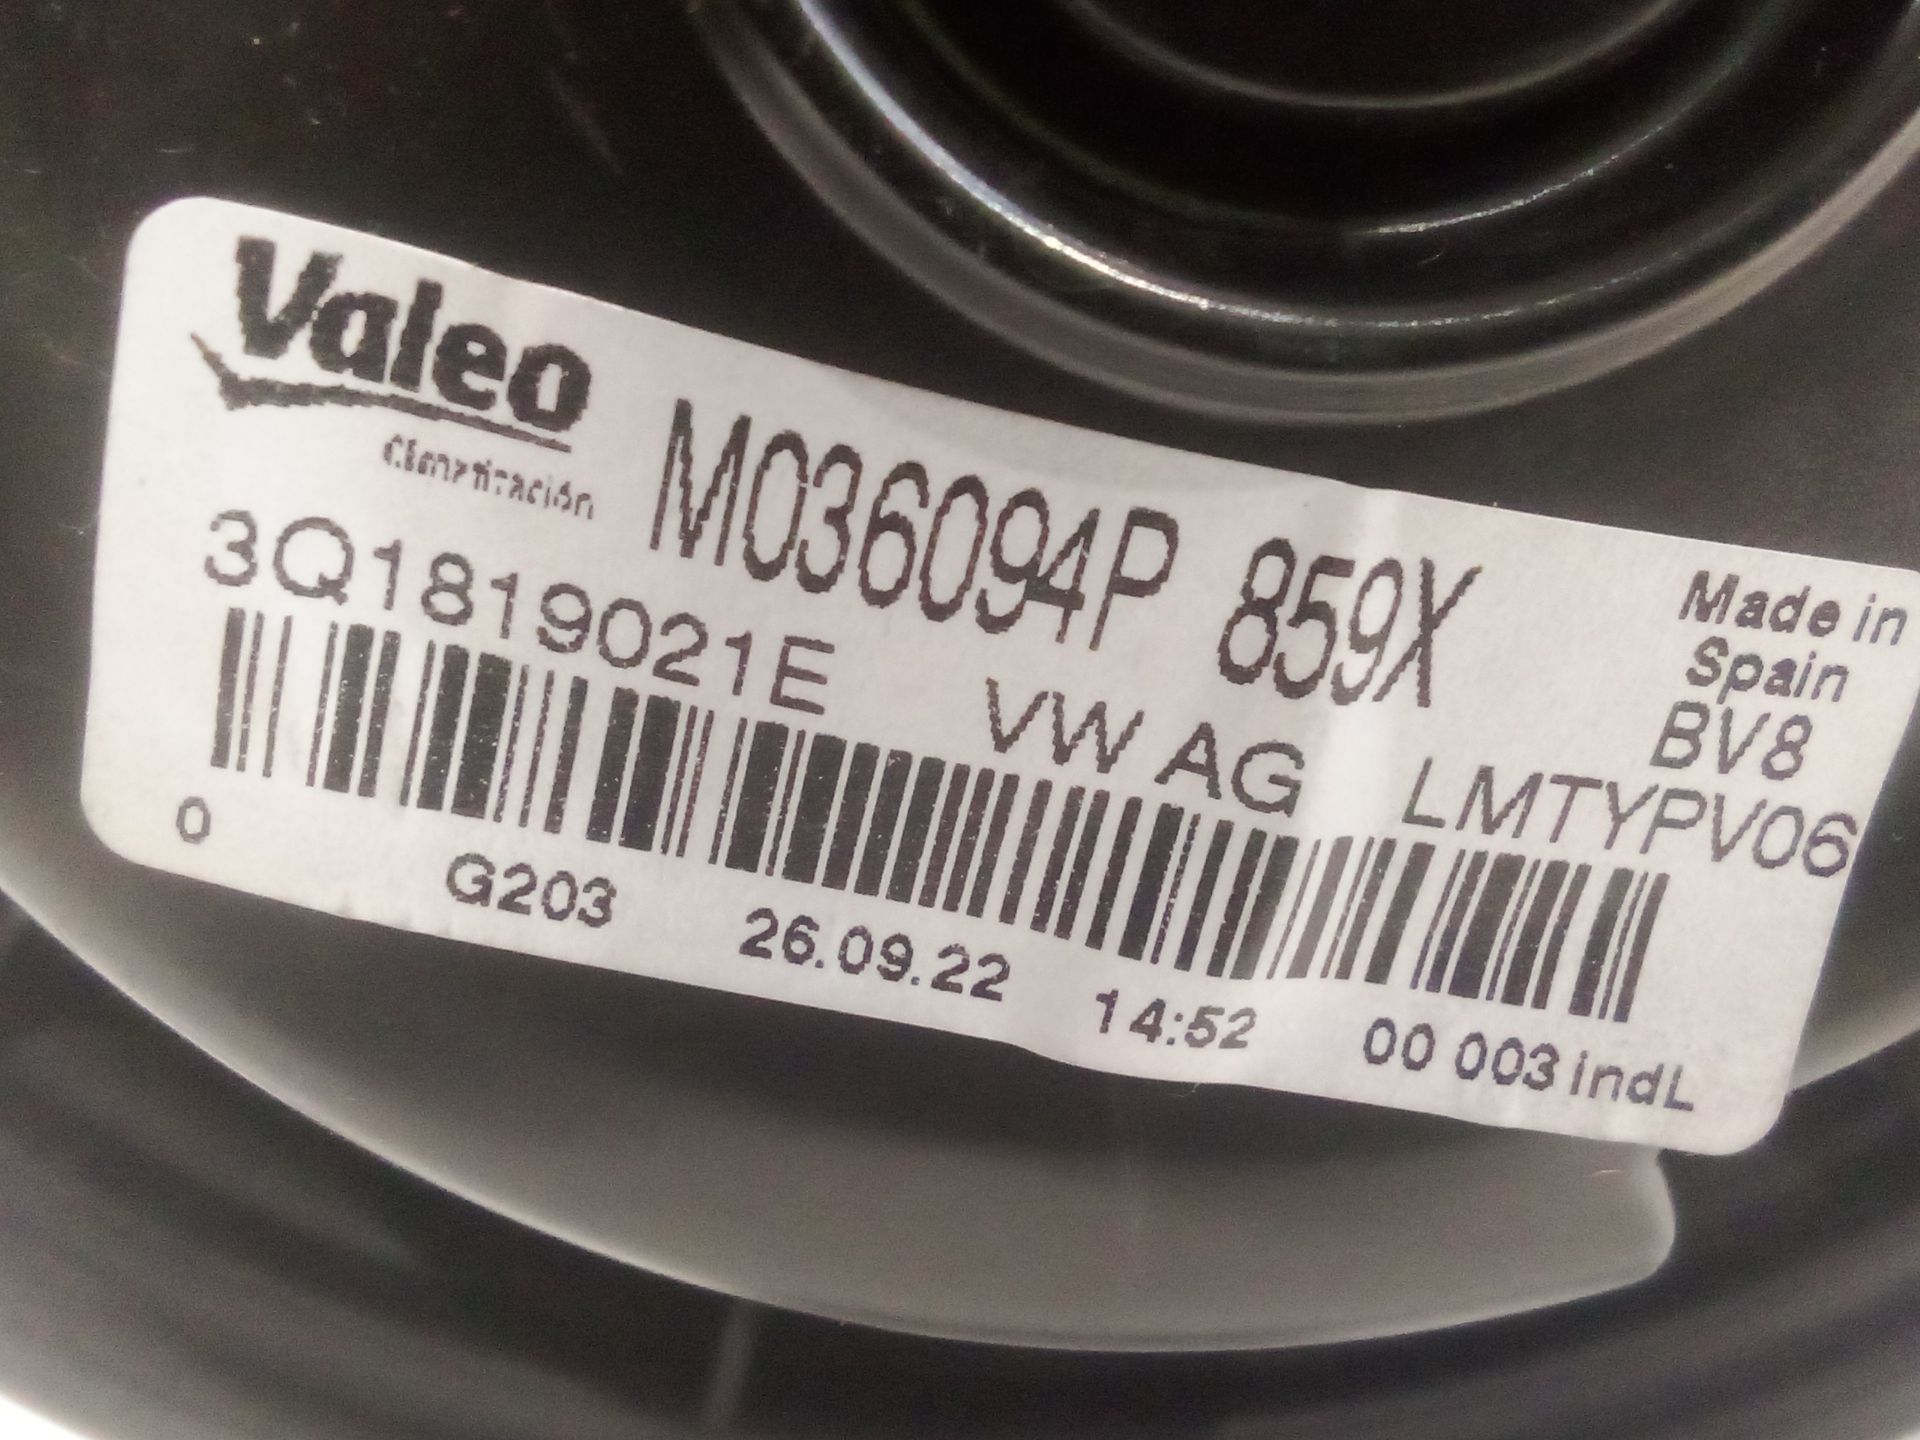 Valeo
Climatización
M036094P 859X
Made in
Spain
BV8
3Q1819021E VW AG LMTYPV06
0 G203 26.09.22 14:52 00 003 indL